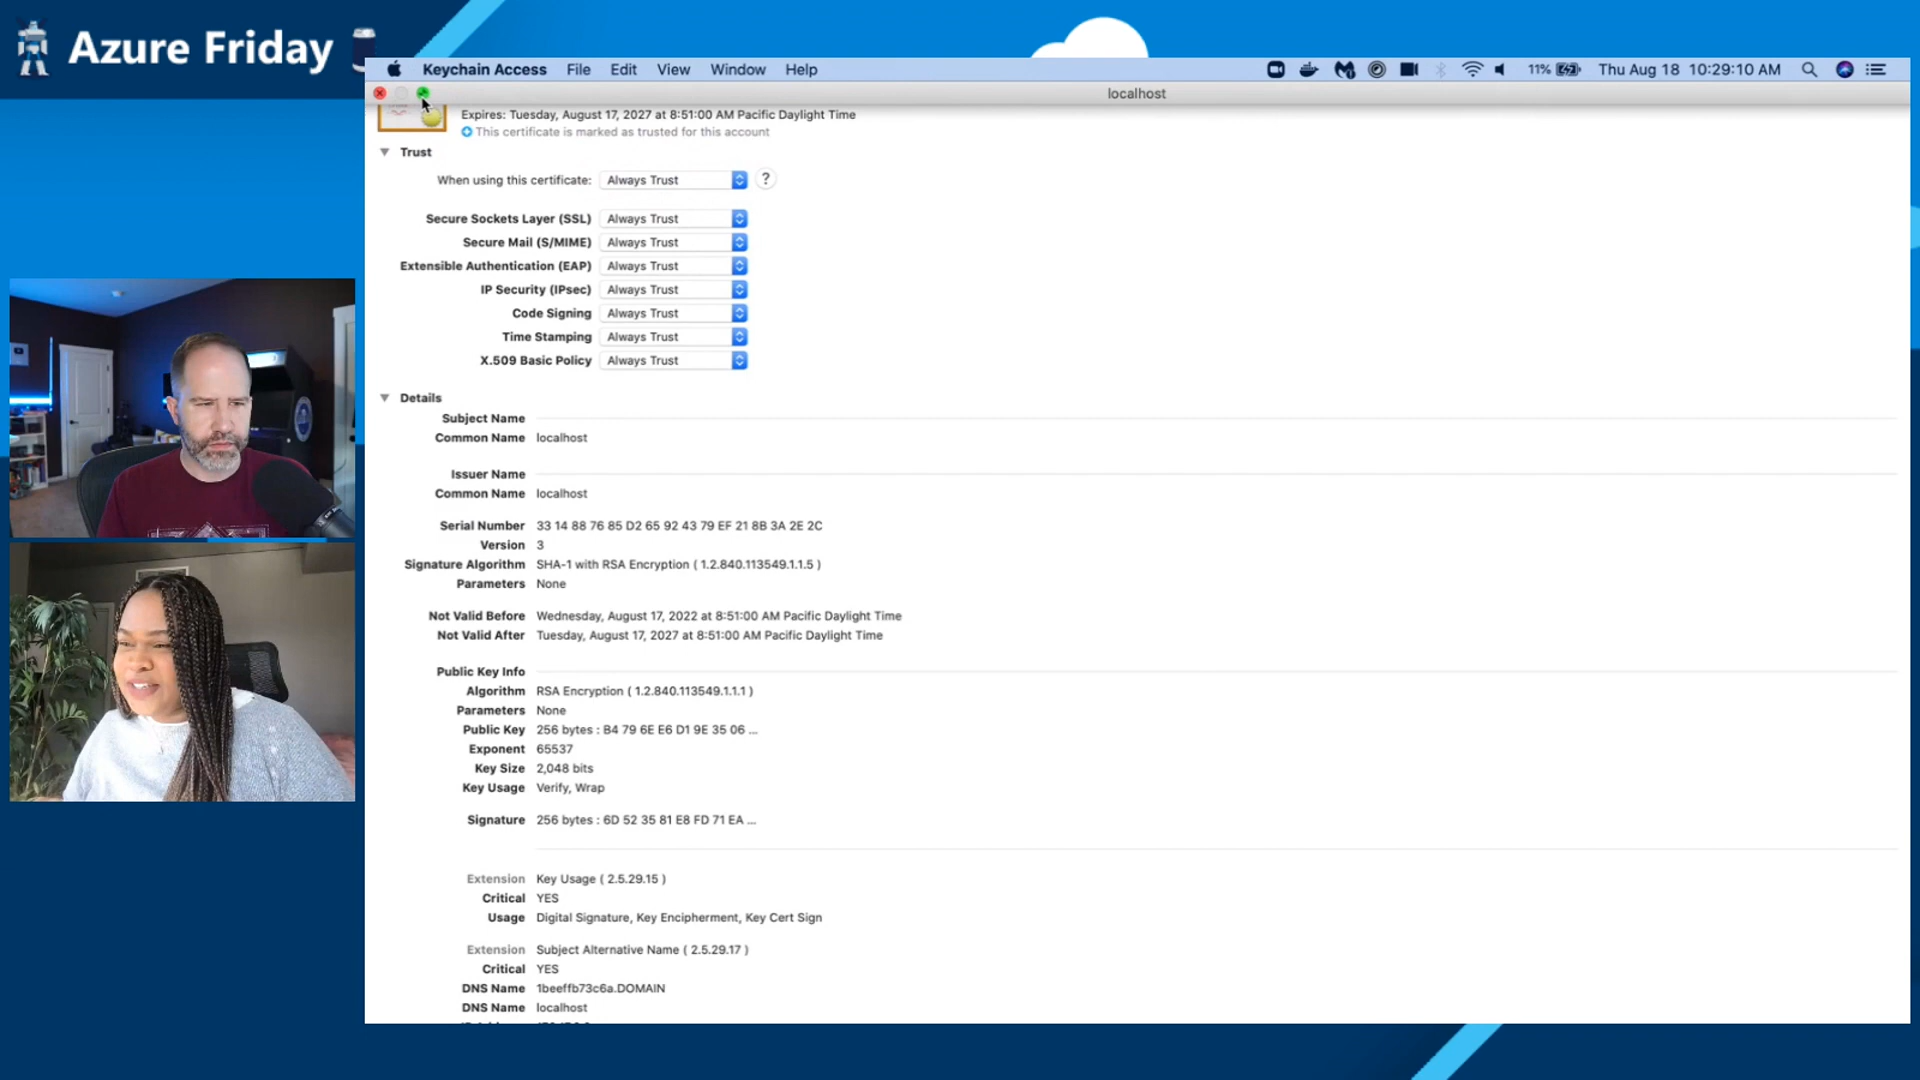 Azure Friday
Keychain Access File Edit View Window Help
11% Thu Aug 18 10:29:10 AM
localhost
Expires: Tuesday, August 17, 2027 at 8:51:00 AM Pacific Daylight Time
This certificate is marked as trusted for this account
Trust
When using this certificate: Always Trust ?
Secure Sockets Layer (SSL) Always Trust
Secure Mail (S/MIME) Always Trust
Extensible Authentication (EAP) Always Trust
IP Security (IPsec) Always Trust
Code Signing Always Trust
Time Stamping Always Trust
X.509 Basic Policy Always Trust
Details
Subject Name
Common Name localhost
Issuer Name
Common Name localhost
Serial Number 33 14 88 76 85 D2 65 92 43 79 EF 21 8B 3A 2E 2C
Version 3
Signature Algorithm SHA-1 with RSA Encryption ( 1.2.840.113549.1.1.5 )
Parameters None
Not Valid Before Wednesday, August 17, 2022 at 8:51:00 AM Pacific Daylight Time
Not Valid After Tuesday, August 17, 2027 at 8:51:00 AM Pacific Daylight Time
Public Key Info
Algorithm RSA Encryption ( 1.2.840.113549.1.1.1 )
Parameters None
Public Key 256 bytes : B4 79 6E E6 D1 9E 35 06 ...
Exponent 65537
Key Size 2,048 bits
Key Usage Verify, Wrap
Signature 256 bytes : 6D 52 35 81 E8 FD 71 EA ...
Extension Key Usage ( 2.5.29.15 )
Critical YES
Usage Digital Signature, Key Encipherment, Key Cert Sign
Extension Subject Alternative Name ( 2.5.29.17 )
Critical YES
DNS Name 1beeffb73c6a.DOMAIN
DNS Name localhost